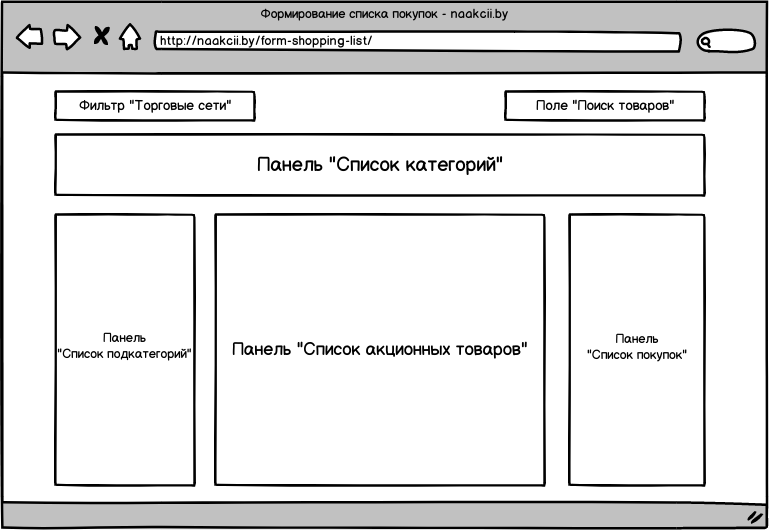 Формирование списка покупок - naakcii.by
http://naakcii.by/form-shopping-list/
Фильтр "Торговые сети"
Поле "Поиск товаров"
Панель "Список категорий"
Панель
"Список подкатегорий"
Панель "Список акционных товаров"
Панель
"Список покупок"